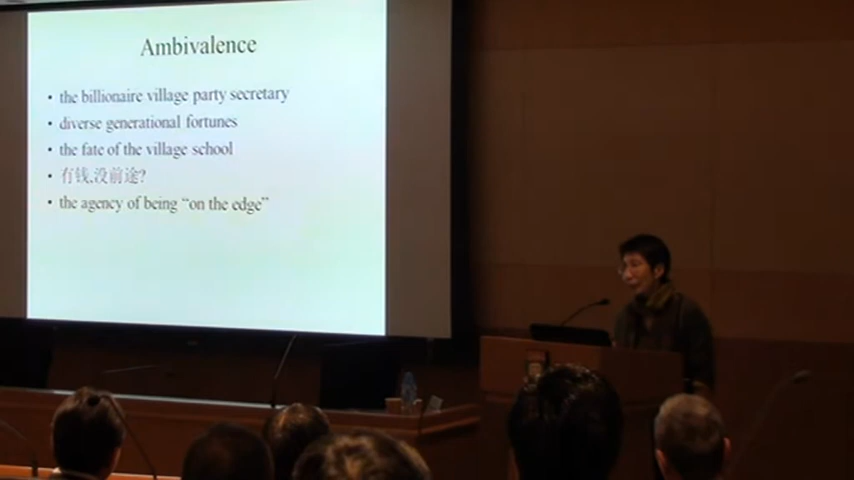 Ambivalence
• the billionaire village party secretary
• diverse generational fortunes
• the fate of the village school
• 有钱,没前途?
• the agency of being “on the edge”